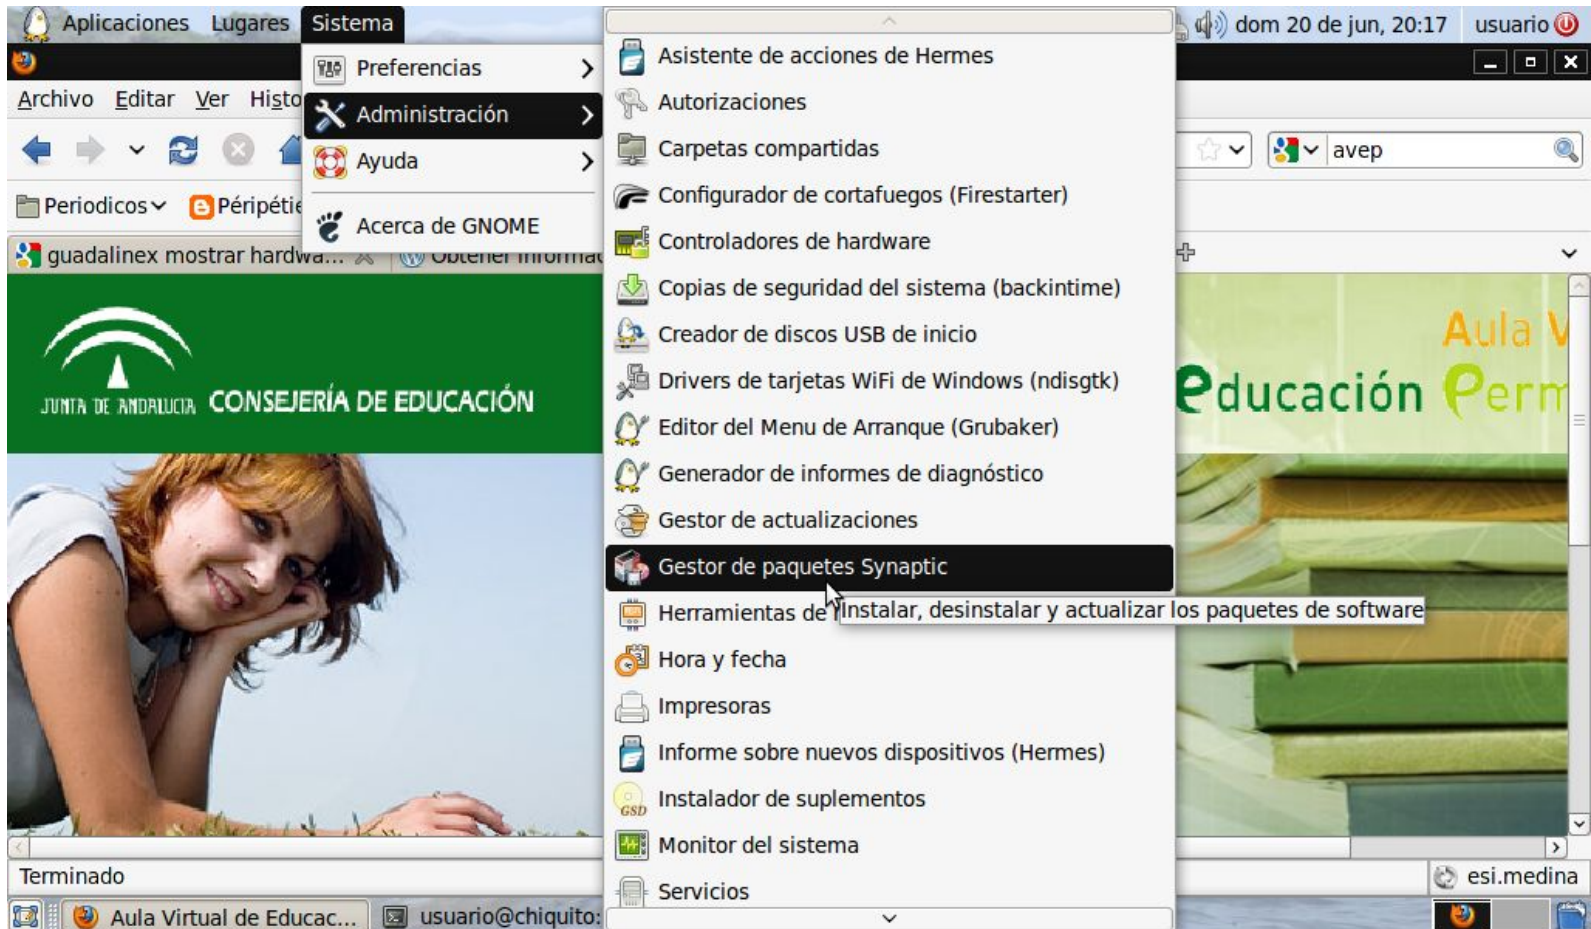 Aplicaciones Lugares Sistema
dom 20 de jun, 20:17 usuario
Archivo Editar Ver Histo
avep
Periodicos Péripétie
guadalinex mostrar hardwa...
Obtener informac
Preferencias
Administración
Ayuda
Acerca de GNOME
Asistente de acciones de Hermes
Autorizaciones
Carpetas compartidas
Configurador de cortafuegos (Firestarter)
Controladores de hardware
Copias de seguridad del sistema (backintime)
Creador de discos USB de inicio
Drivers de tarjetas WiFi de Windows (ndisgtk)
Editor del Menu de Arranque (Grubaker)
Generador de informes de diagnóstico
Gestor de actualizaciones
Gestor de paquetes Synaptic
Herramientas de
Instalar, desinstalar y actualizar los paquetes de software
Hora y fecha
Impresoras
Informe sobre nuevos dispositivos (Hermes)
GSD Instalador de suplementos
Monitor del sistema
Servicios
JUNTA DE ANDALUCIA CONSEJERÍA DE EDUCACIÓN
Aula V
educación Perm
Terminado
esi.medina
Aula Virtual de Educac... usuario@chiquito: